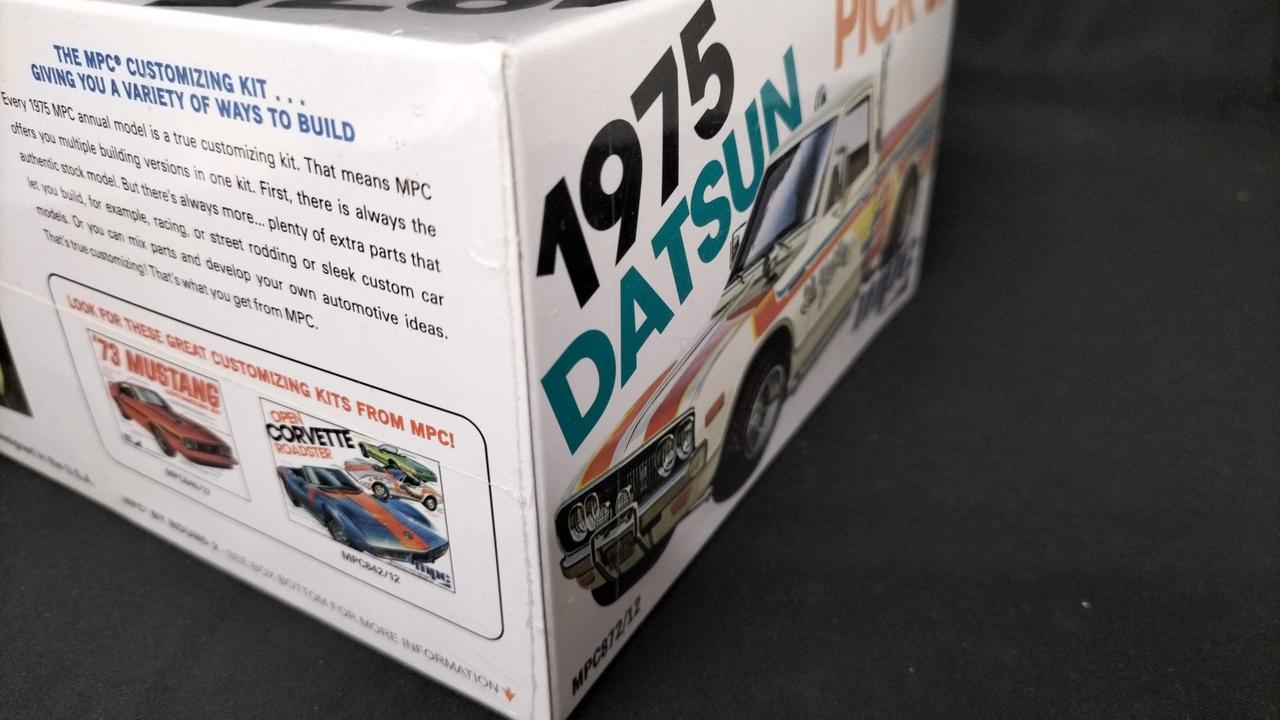 THE MPC® CUSTOMIZING KIT . . .
GIVING YOU A VARIETY OF WAYS TO BUILD
Every 1975 MPC annual model is a true customizing kit. That means MPC
offers you multiple building versions in one kit. First, there is always the
authentic stock model. But there's always more... plenty of extra parts that
let you build, for example, racing, or street rodding or sleek custom car
models. Or you can mix parts and develop your own automotive ideas.
That's true customizing! That's what you get from MPC.
LOOK FOR THESE GREAT CUSTOMIZING KITS FROM MPC!
'73 MUSTANG
OPEN
CORVETTE
ROADSTER
mpc
MPC842/12
in the U.S.A
MPC® BY ROUND 2 - SEE BOX BOTTOM FOR MORE INFORMATION
1975
DATSUN
PICK
MPC872/12